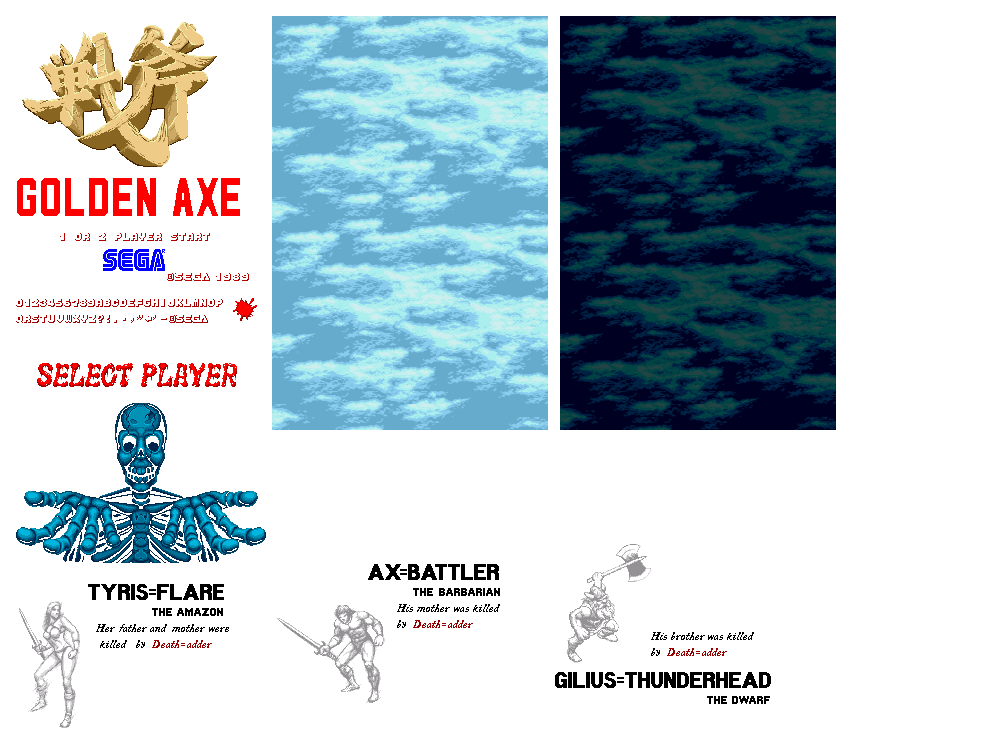 戦斧
GOLDEN AXE
1 OR 2 PLAYER START
SEGA
©SEGA 1989
0123456789ABCDEFGHIJKLMNOP
QRSTUVWXYZ?!.·,"“”-©SEGA
SELECT PLAYER
TYRIS=FLARE
THE AMAZON
Her father and mother were
killed by Death=adder
AX=BATTLER
THE BARBARIAN
His mother was killed
by Death=adder
His brother was killed
by Death=adder
GILIUS=THUNDERHEAD
THE DWARF